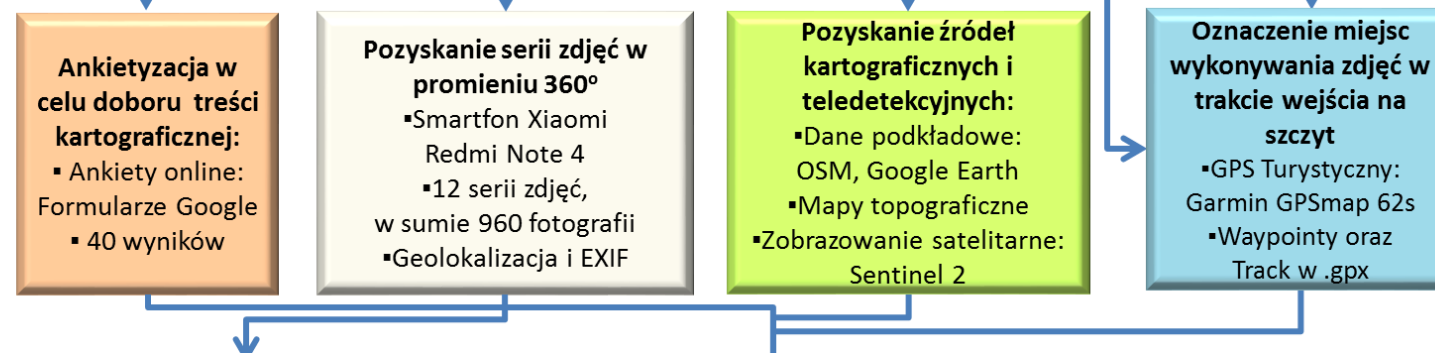 Ankietyzacja w
celu doboru treści
kartograficznej:
▪ Ankiety online:
Formularze Google
▪ 40 wyników
Pozyskanie serii zdjęć w
promieniu 360º
▪Smartfon Xiaomi
Redmi Note 4
▪12 serii zdjęć,
w sumie 960 fotografii
▪Geolokalizacja i EXIF
Pozyskanie źródeł
kartograficznych i
teledetekcyjnych:
▪Dane podkładowe:
OSM, Google Earth
▪Mapy topograficzne
▪Zobrazowanie satelitarne:
Sentinel 2
Oznaczenie miejsc
wykonywania zdjęć w
trakcie wejścia na
szczyt
▪GPS Turystyczny:
Garmin GPSmap 62s
▪Waypointy oraz
Track w .gpx